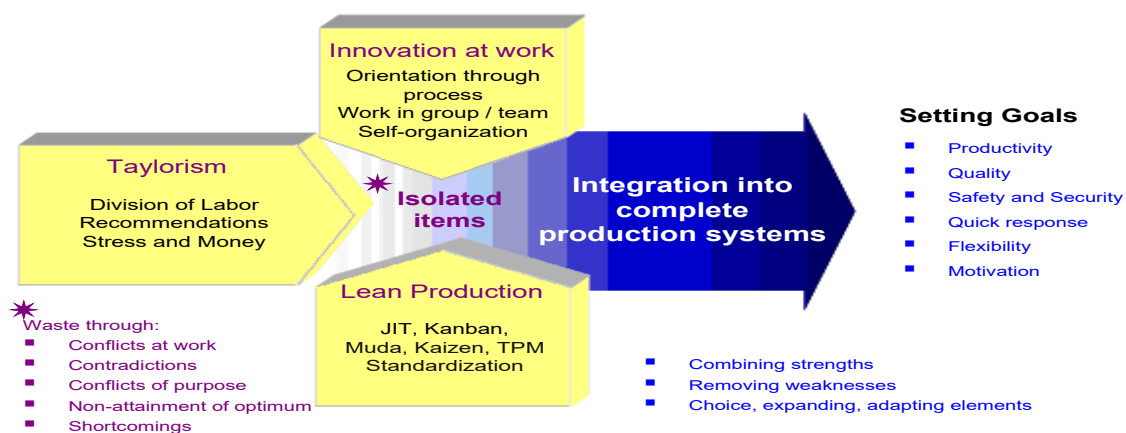 Innovation at work
Orientation through
process
Work in group / team
Self-organization
Taylorism
Division of Labor
Recommendations
Stress and Money
Isolated
items
Integration into
complete
production systems
Setting Goals
Productivity
Quality
Safety and Security
Quick response
Flexibility
Motivation
Lean Production
JIT, Kanban,
Muda, Kaizen, TPM
Standardization
Waste through:
Conflicts at work
Contradictions
Conflicts of purpose
Non-attainment of optimum
Shortcomings
Combining strengths
Removing weaknesses
Choice, expanding, adapting elements